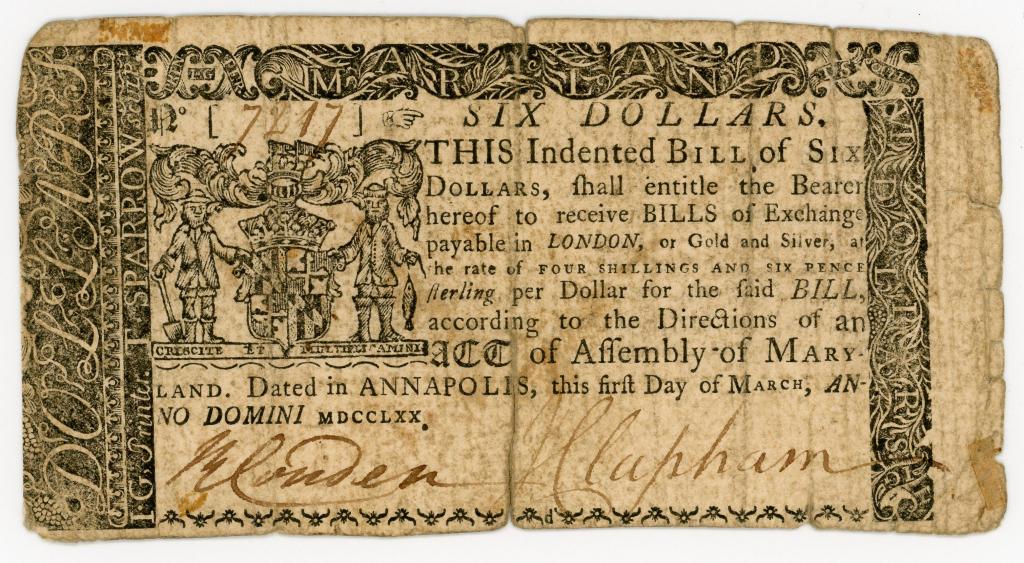 MARYLAND
Nº [7217] SIX DOLLARS.
THIS Indented BILL of SIX
DOLLARS, ſhall entitle the Bearer
hereof to receive BILLS of Exchange
payable in LONDON, or Gold and Silver, at
the rate of FOUR SHILLINGS AND SIX PENCE
ſterling per Dollar for the ſaid BILL,
according to the Directions of an
ACT of Aſſembly of MARY-
LAND. Dated in ANNAPOLIS, this firſt Day of MARCH, AN-
NO DOMINI MDCCLXX.
CRESCITE ET MULTIPLICAMINI
Clapham
DOLLARS
T. SPARROW
SIX DOLLARS